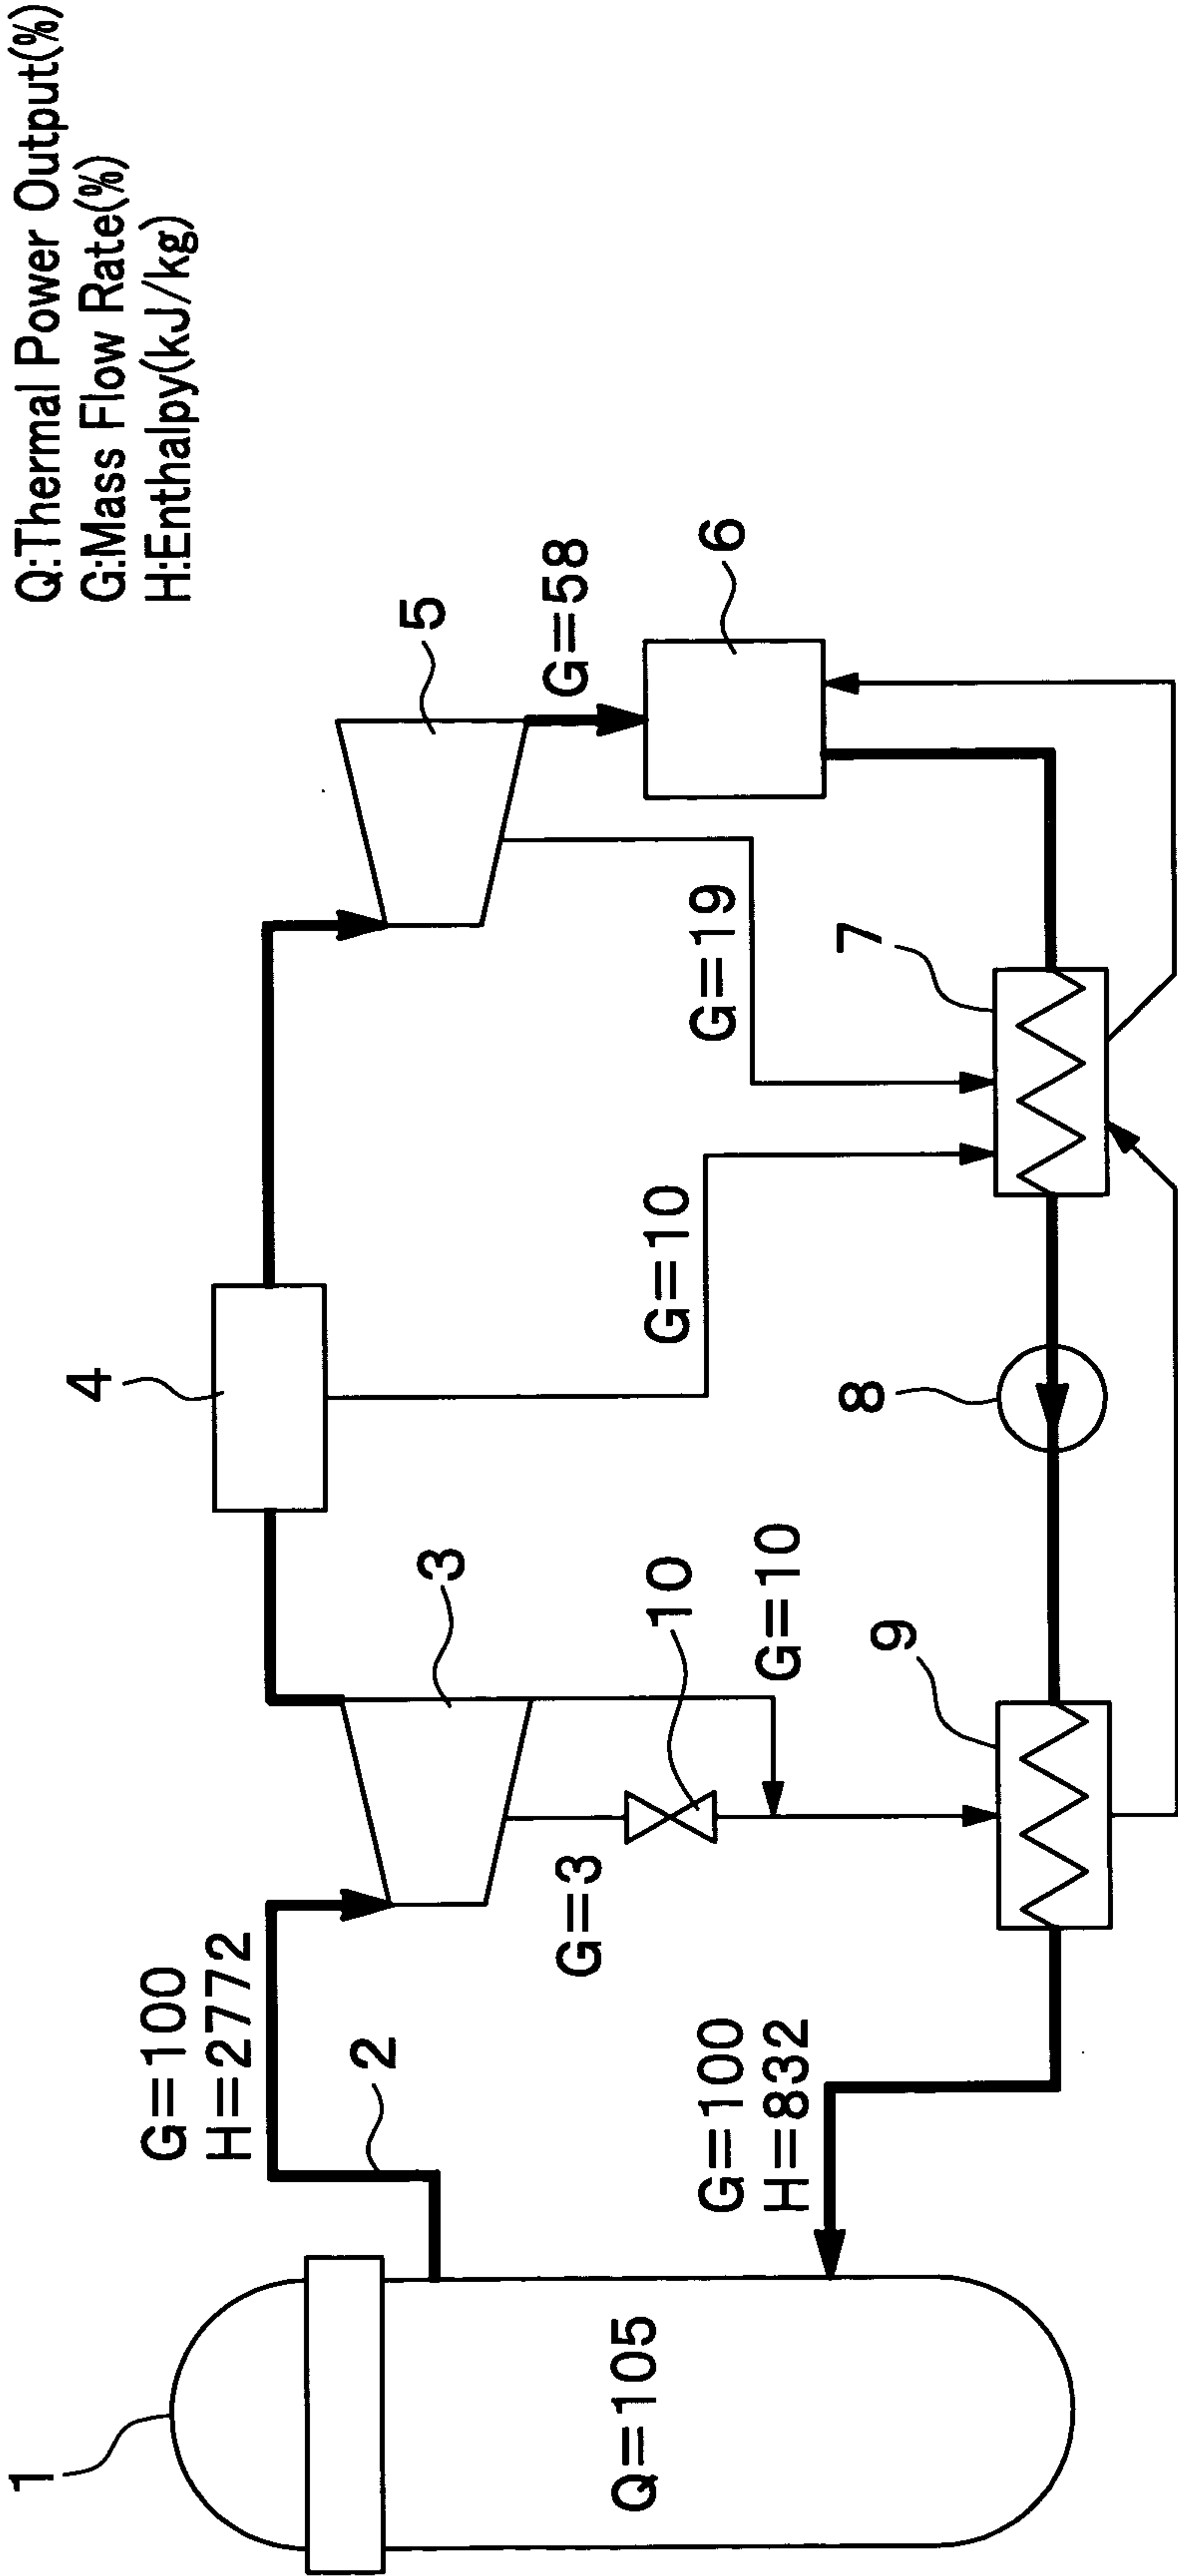 Q:Thermal Power Output(%)
G:Mass Flow Rate(%)
H:Enthalpy(kJ/kg)
1
Q=105
G=100
H=2772
2
G=100
H=832
3
G=3
10
G=10
9
4
G=10
8
5
G=19
7
G=58
6